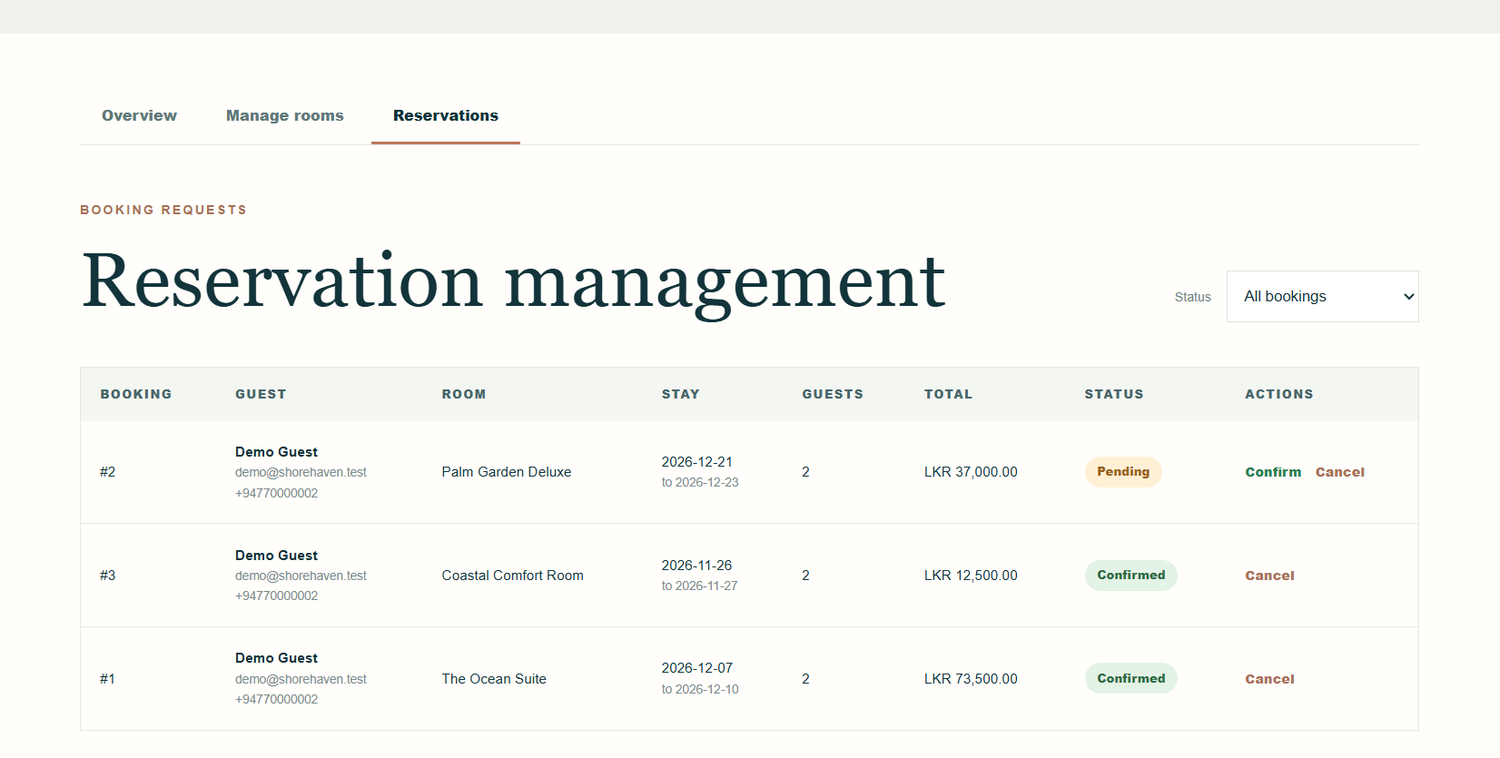 Overview Manage rooms Reservations
BOOKING REQUESTS
Reservation management
Status All bookings
BOOKING GUEST ROOM STAY GUESTS TOTAL STATUS ACTIONS
#2 Demo Guest demo@shorehaven.test +94770000002 Palm Garden Deluxe 2026-12-21 to 2026-12-23 2 LKR 37,000.00 Pending Confirm Cancel
#3 Demo Guest demo@shorehaven.test +94770000002 Coastal Comfort Room 2026-11-26 to 2026-11-27 2 LKR 12,500.00 Confirmed Cancel
#1 Demo Guest demo@shorehaven.test +94770000002 The Ocean Suite 2026-12-07 to 2026-12-10 2 LKR 73,500.00 Confirmed Cancel